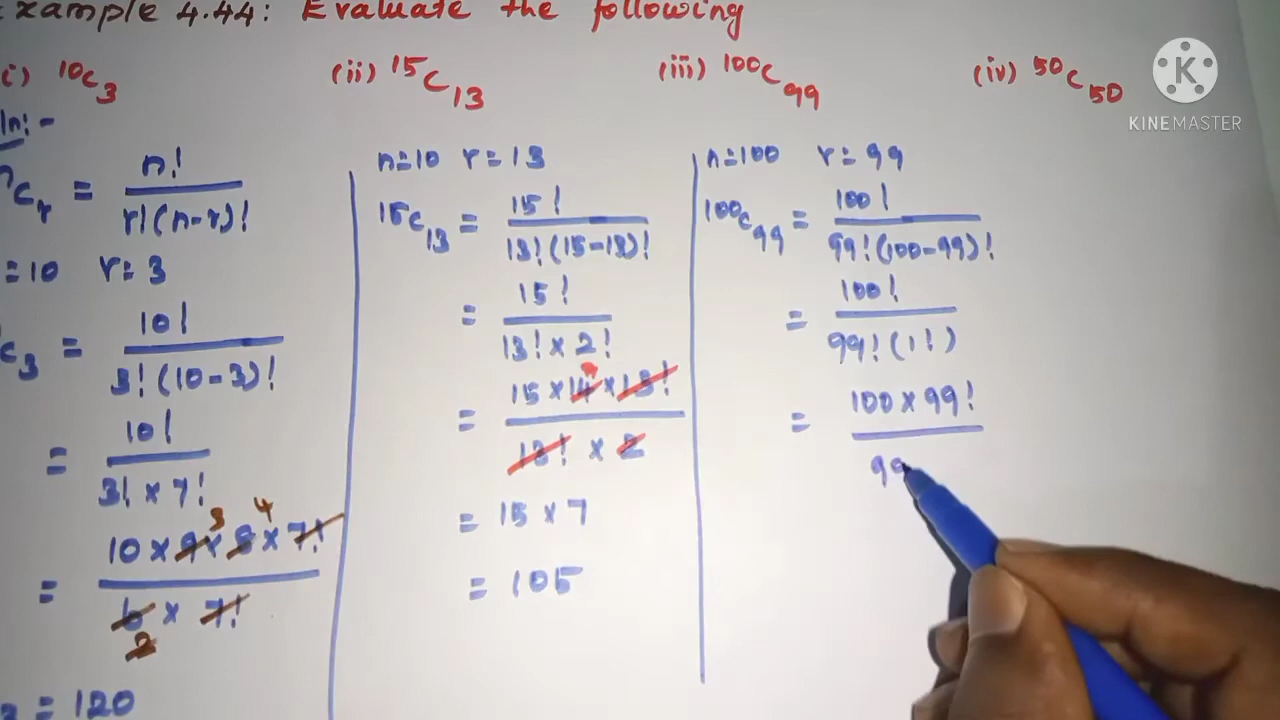 Example 4.44: Evaluate the following
i) ¹⁰C₃ (ii) ¹⁵C₁₃ (iii) ¹⁰⁰C₉₉ (iv) ⁵⁰C₅₀
ln:-
ⁿCᵣ = n! / r!(n-r)!
=10 r=3
C₃ = 10! / 3!(10-3)!
= 10! / 3! × 7!
= 10 × 9 × 8 × 7! / 6 × 7!
3 4
2
= 120
n=10 r=13
¹⁵C₁₃ = 15! / 13!(15-13)!
= 15! / 13! × 2!
= 15 × 14 × 13! / 13! × 2
= 15 × 7
= 105
n=100 r=99
¹⁰⁰C₉₉ = 100! / 99!(100-99)!
= 100! / 99!(1!)
= 100 × 99! / 99
KINEMASTER